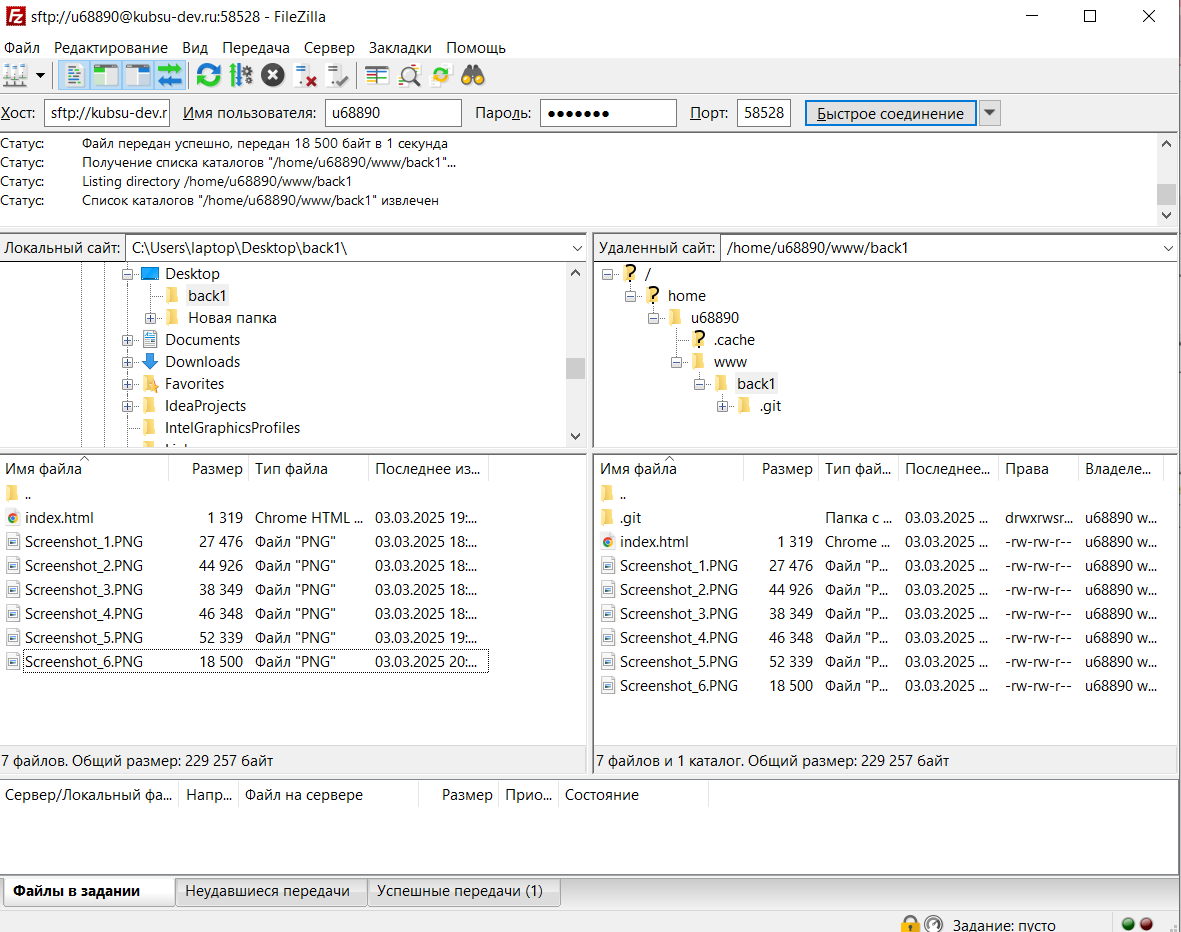 sftp://u68890@kubsu-dev.ru:58528 - FileZilla
Файл Редактирование Вид Передача Сервер Закладки Помощь
Хост: sftp://kubsu-dev.r Имя пользователя: u68890 Пароль: ●●●●●●● Порт: 58528 Быстрое соединение
Статус: Файл передан успешно, передан 18 500 байт в 1 секунда
Статус: Получение списка каталогов "/home/u68890/www/back1"...
Статус: Listing directory /home/u68890/www/back1
Статус: Список каталогов "/home/u68890/www/back1" извлечен
Локальный сайт: C:\Users\laptop\Desktop\back1\
Desktop
back1
Новая папка
Documents
Downloads
Favorites
IdeaProjects
IntelGraphicsProfiles
Удаленный сайт: /home/u68890/www/back1
/
home
u68890
.cache
www
back1
.git
Имя файла Размер Тип файла Последнее из...
..
index.html 1 319 Chrome HTML ... 03.03.2025 19:...
Screenshot_1.PNG 27 476 Файл "PNG" 03.03.2025 18:...
Screenshot_2.PNG 44 926 Файл "PNG" 03.03.2025 18:...
Screenshot_3.PNG 38 349 Файл "PNG" 03.03.2025 18:...
Screenshot_4.PNG 46 348 Файл "PNG" 03.03.2025 18:...
Screenshot_5.PNG 52 339 Файл "PNG" 03.03.2025 19:...
Screenshot_6.PNG 18 500 Файл "PNG" 03.03.2025 20:...
7 файлов. Общий размер: 229 257 байт
Имя файла Размер Тип фай... Последнее... Права Владеле...
..
.git Папка с ... 03.03.2025 ... drwxrwsr... u68890 w...
index.html 1 319 Chrome ... 03.03.2025 ... -rw-rw-r-- u68890 w...
Screenshot_1.PNG 27 476 Файл "P... 03.03.2025 ... -rw-rw-r-- u68890 w...
Screenshot_2.PNG 44 926 Файл "P... 03.03.2025 ... -rw-rw-r-- u68890 w...
Screenshot_3.PNG 38 349 Файл "P... 03.03.2025 ... -rw-rw-r-- u68890 w...
Screenshot_4.PNG 46 348 Файл "P... 03.03.2025 ... -rw-rw-r-- u68890 w...
Screenshot_5.PNG 52 339 Файл "P... 03.03.2025 ... -rw-rw-r-- u68890 w...
Screenshot_6.PNG 18 500 Файл "P... 03.03.2025 ... -rw-rw-r-- u68890 w...
7 файлов и 1 каталог. Общий размер: 229 257 байт
Сервер/Локальный фа... Напр... Файл на сервере Размер Прио... Состояние
Файлы в задании Неудавшиеся передачи Успешные передачи (1)
Задание: пусто